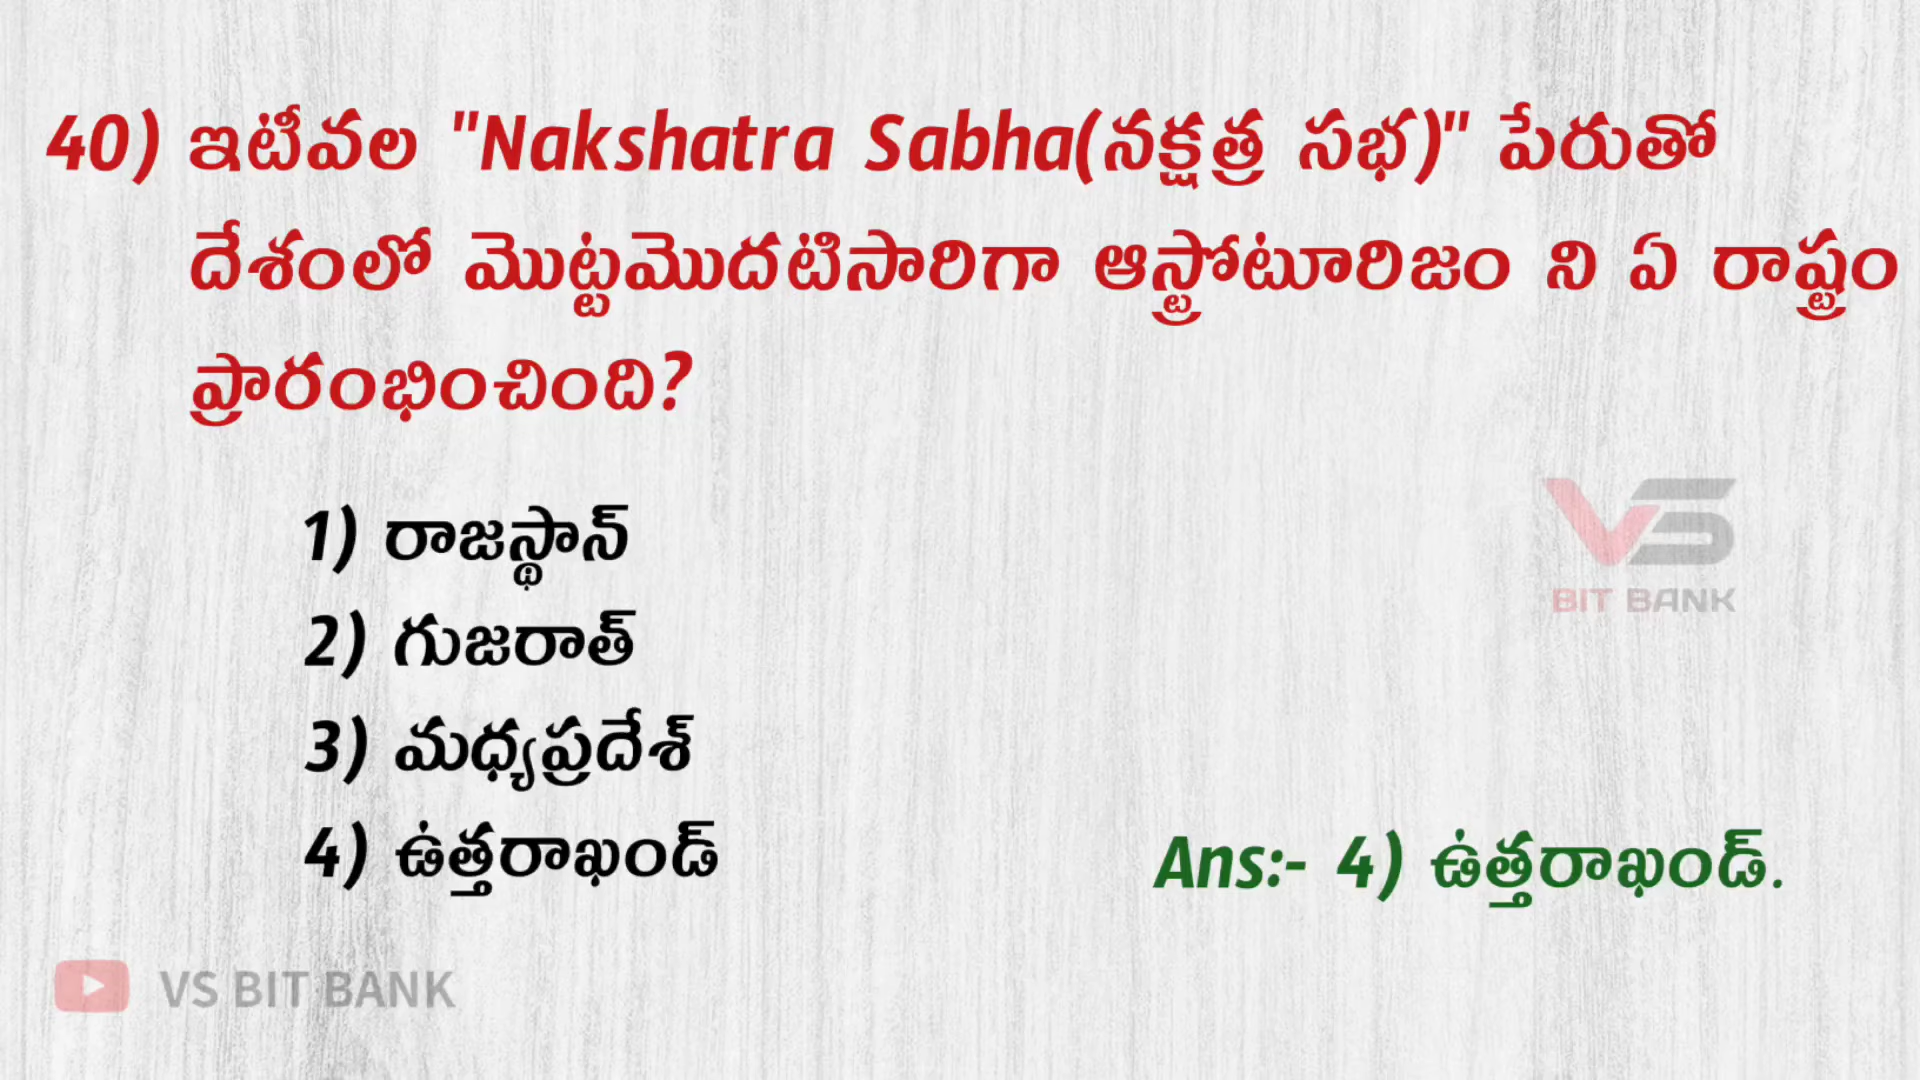 40) ఇటీవల "Nakshatra Sabha(నక్షత్ర సభ)" పేరుతో
దేశంలో మొట్టమొదటిసారిగా ఆస్ట్రోటూరిజం ని ఏ రాష్ట్రం
ప్రారంభించింది?
1) రాజస్థాన్
2) గుజరాత్
3) మధ్యప్రదేశ్
4) ఉత్తరాఖండ్
Ans:- 4) ఉత్తరాఖండ్.
VS
BIT BANK
VS BIT BANK